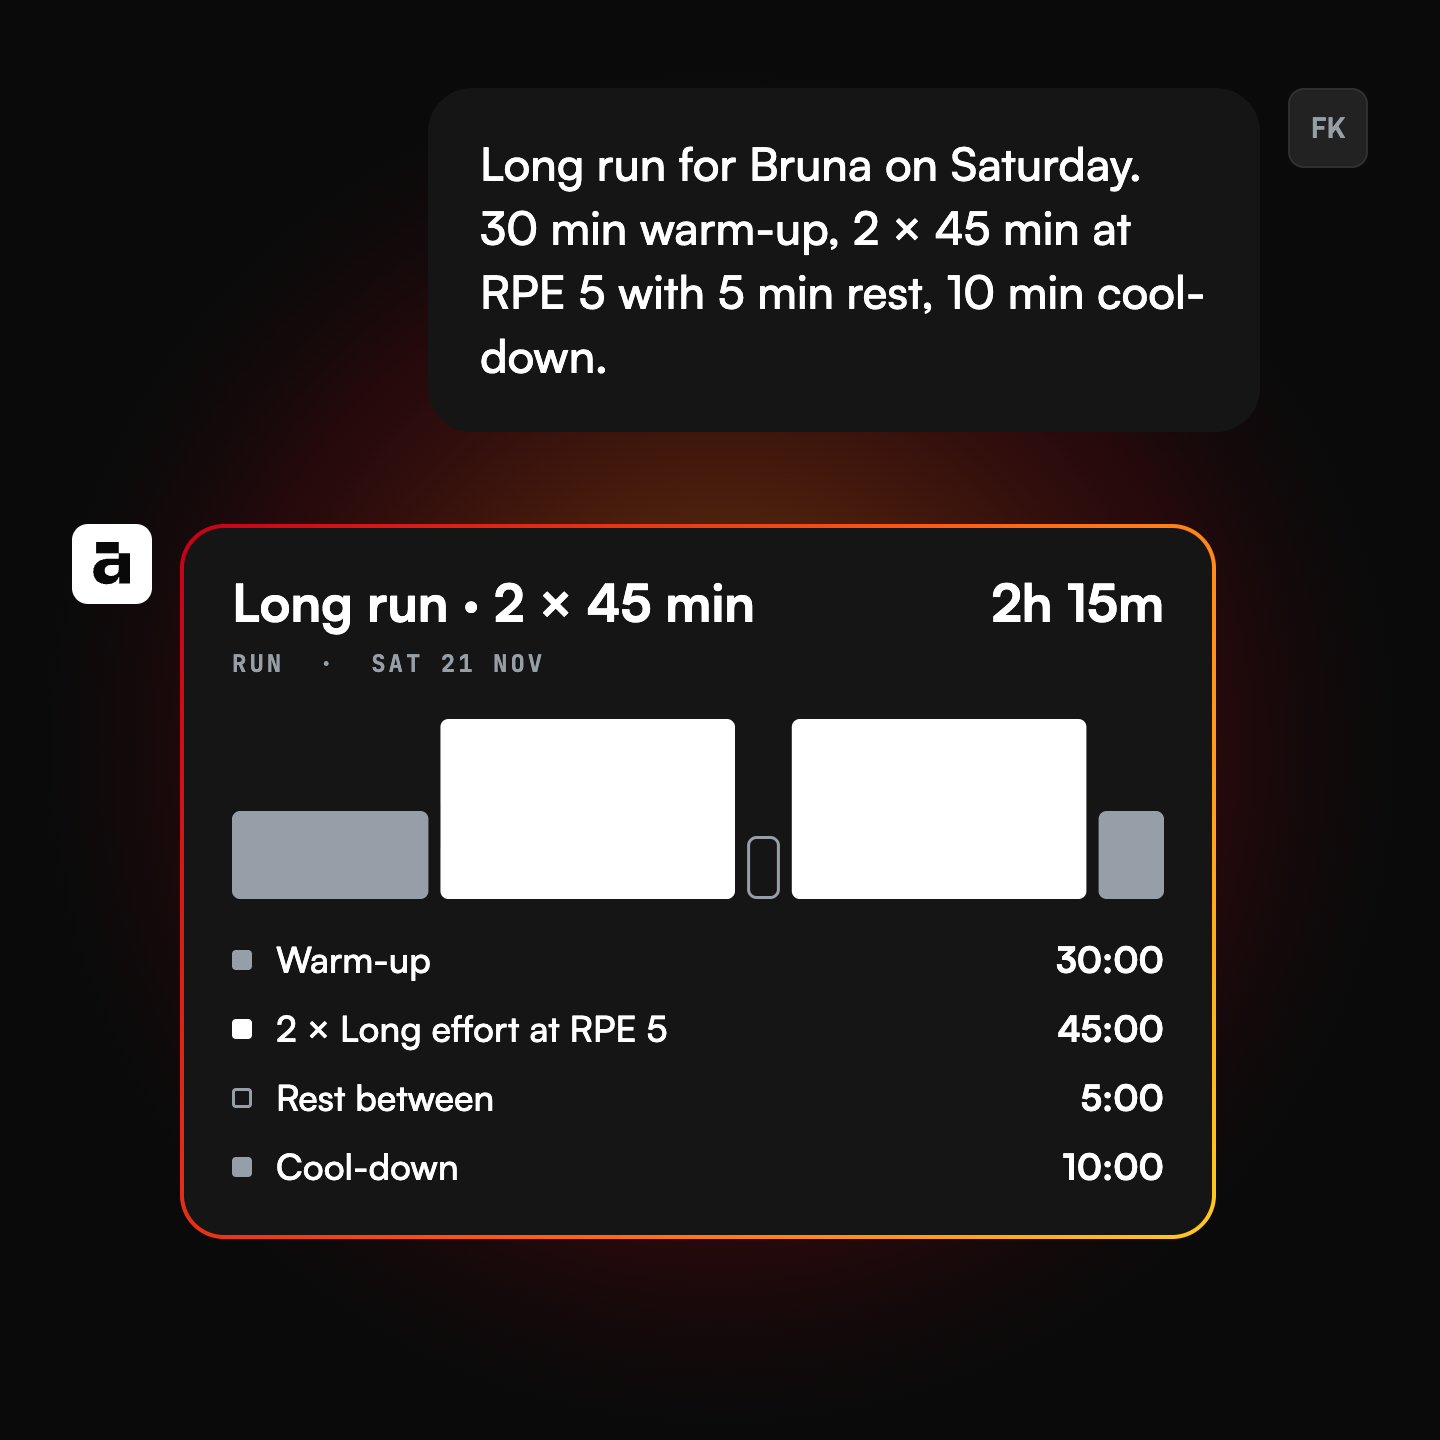 Long run for Bruna on Saturday.
30 min warm-up, 2 × 45 min at
RPE 5 with 5 min rest, 10 min cool-
down.
FK
a
Long run · 2 × 45 min
2h 15m
RUN · SAT 21 NOV
Warm-up 30:00
2 × Long effort at RPE 5 45:00
Rest between 5:00
Cool-down 10:00